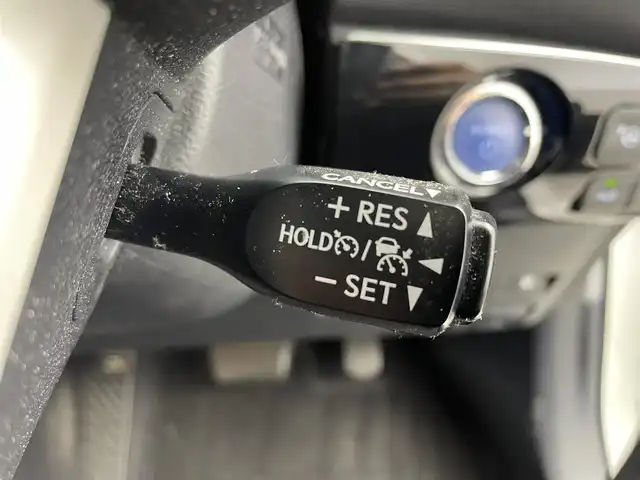 CANCEL▼
+ RES ▲
HOLD / ◀
− SET ▼